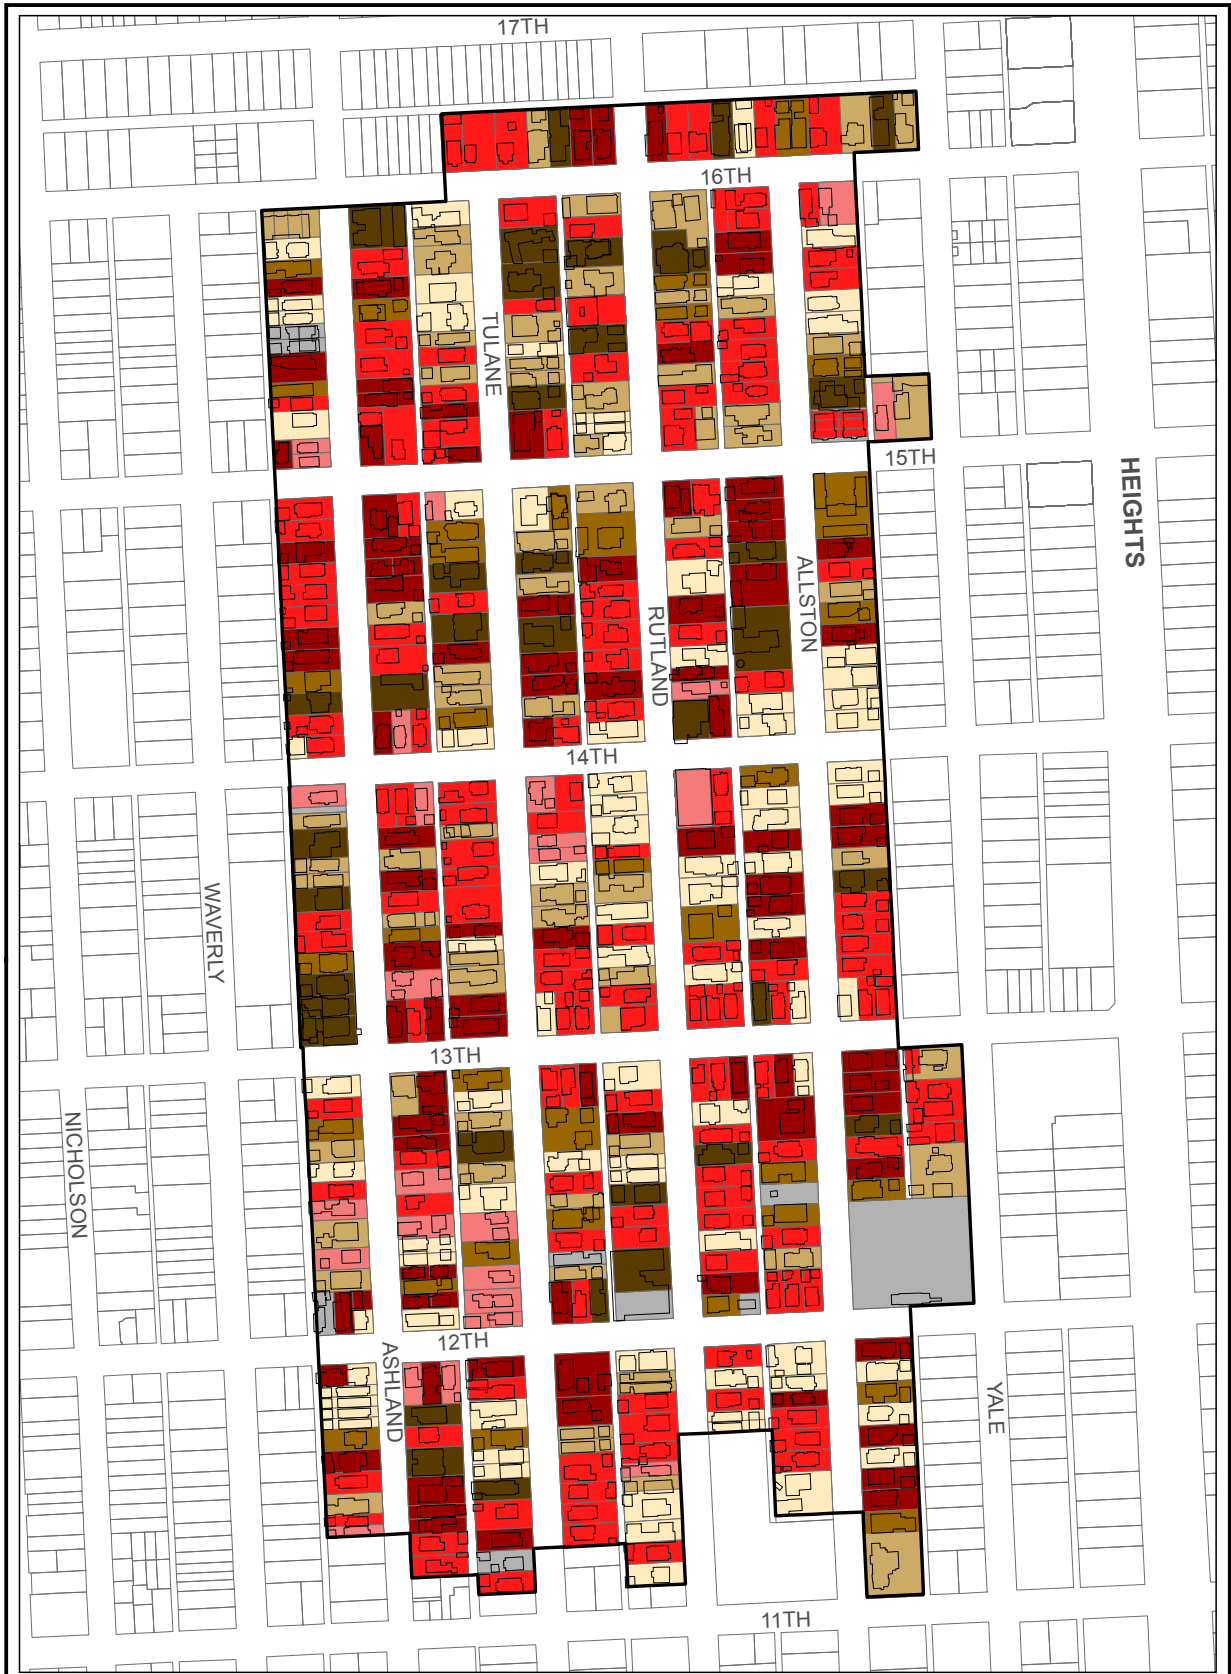 17TH
16TH
TULANE
15TH
HEIGHTS
ALLSTON
RUTLAND
14TH
WAVERLY
13TH
NICHOLSON
12TH
ASHLAND
YALE
11TH